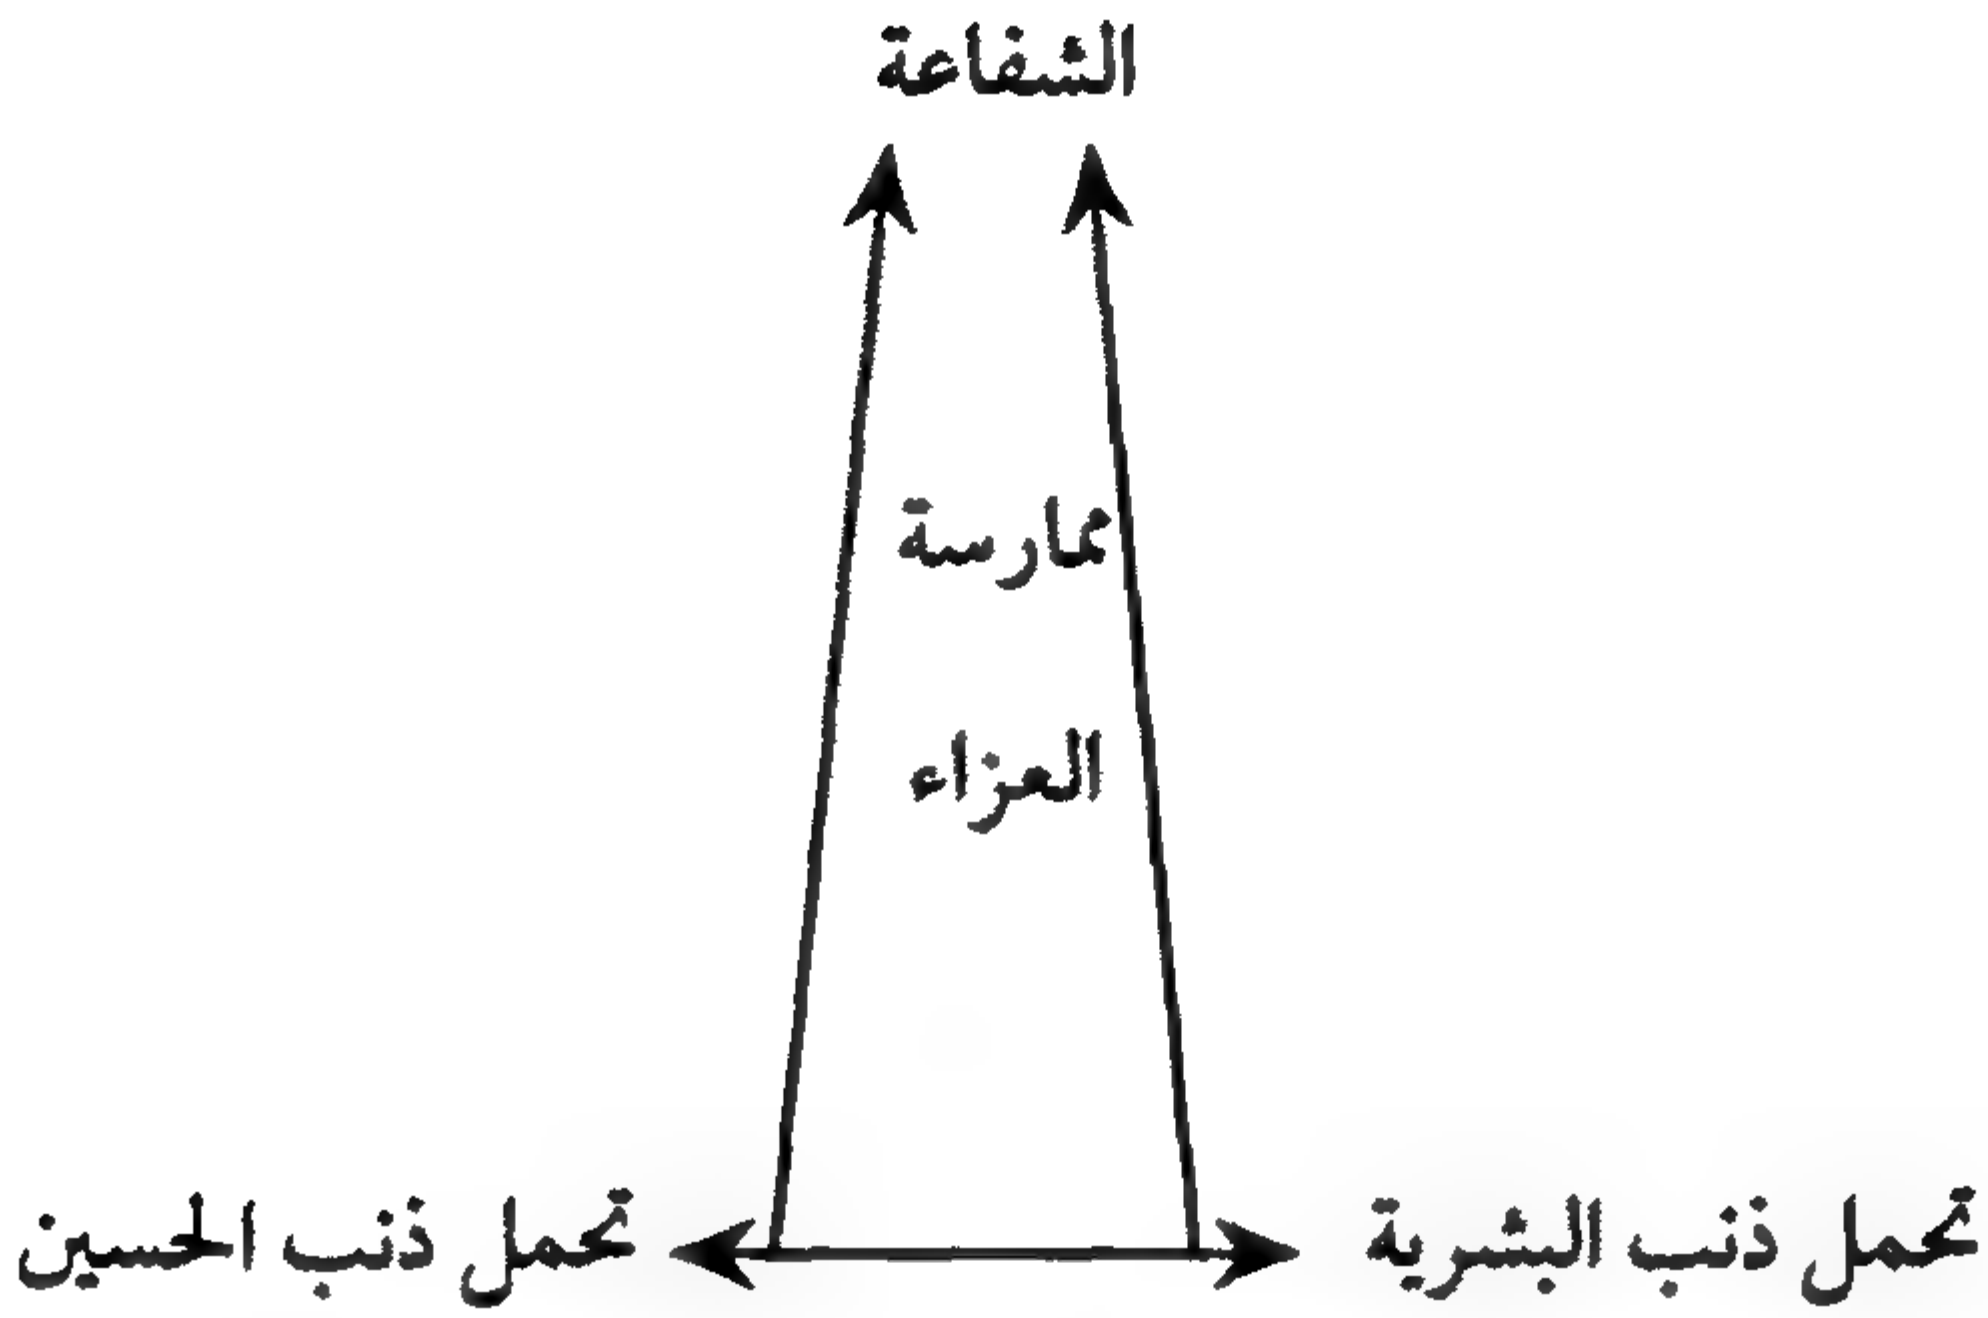 الشفاعة
ممارسة
العزاء
تحمل ذنب البشرية
تحمل ذنب الحسين